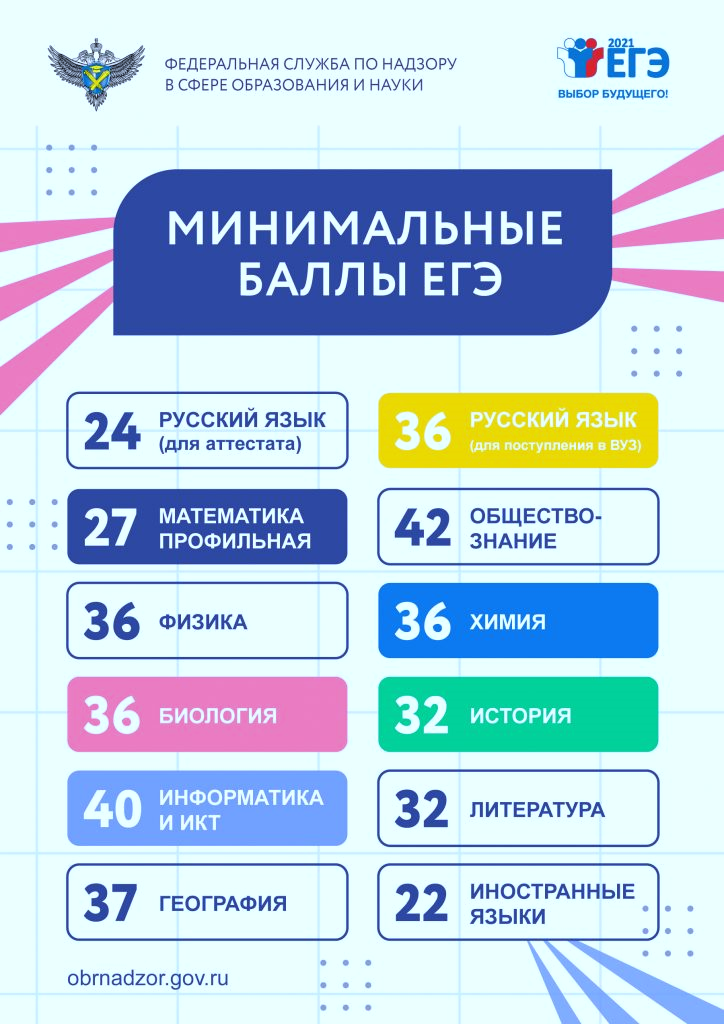 ФЕДЕРАЛЬНАЯ СЛУЖБА ПО НАДЗОРУ
В СФЕРЕ ОБРАЗОВАНИЯ И НАУКИ
2021
ЕГЭ
ВЫБОР БУДУЩЕГО!
МИНИМАЛЬНЫЕ
БАЛЛЫ ЕГЭ
24 РУССКИЙ ЯЗЫК
(для аттестата)
36 РУССКИЙ ЯЗЫК
(для поступления в ВУЗ)
27 МАТЕМАТИКА
ПРОФИЛЬНАЯ
42 ОБЩЕСТВО-
ЗНАНИЕ
36 ФИЗИКА
36 ХИМИЯ
36 БИОЛОГИЯ
32 ИСТОРИЯ
40 ИНФОРМАТИКА
И ИКТ
32 ЛИТЕРАТУРА
37 ГЕОГРАФИЯ
22 ИНОСТРАННЫЕ
ЯЗЫКИ
obrnadzor.gov.ru